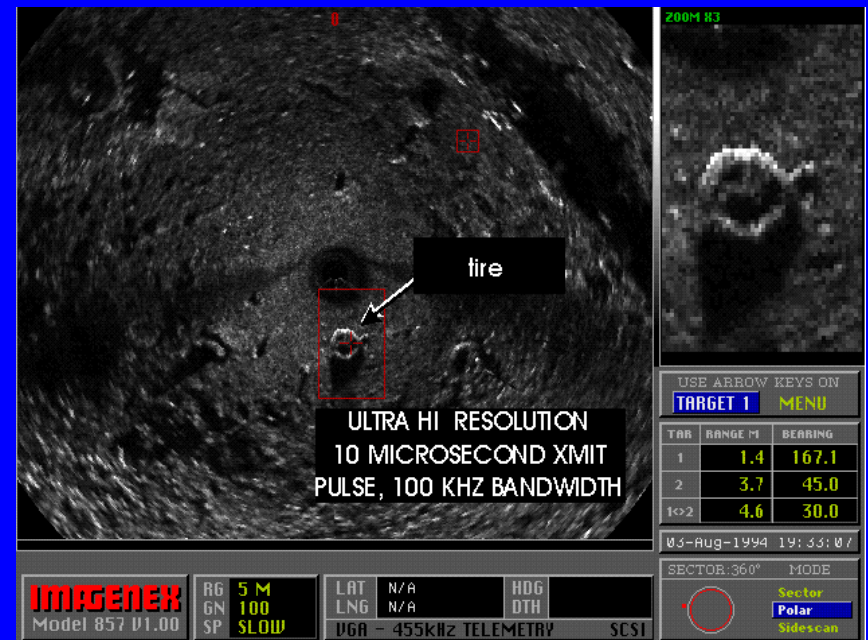 0
ZOOM X3
tire
ULTRA HI RESOLUTION
10 MICROSECOND XMIT
PULSE, 100 KHZ BANDWIDTH
USE ARROW KEYS ON
TARGET 1 MENU
TAR RANGE M BEARING
1 1.4 167.1
2 3.7 45.0
1<>2 4.6 30.0
03-Aug-1994 19:33:07
SECTOR:360° MODE
Sector
Polar
Sidescan
IMAGENEX
Model 857 V1.00
RG 5 M
GN 100
SP SLOW
LAT N/A HDG
LNG N/A DTH
VGA - 455kHz TELEMETRY SCSI